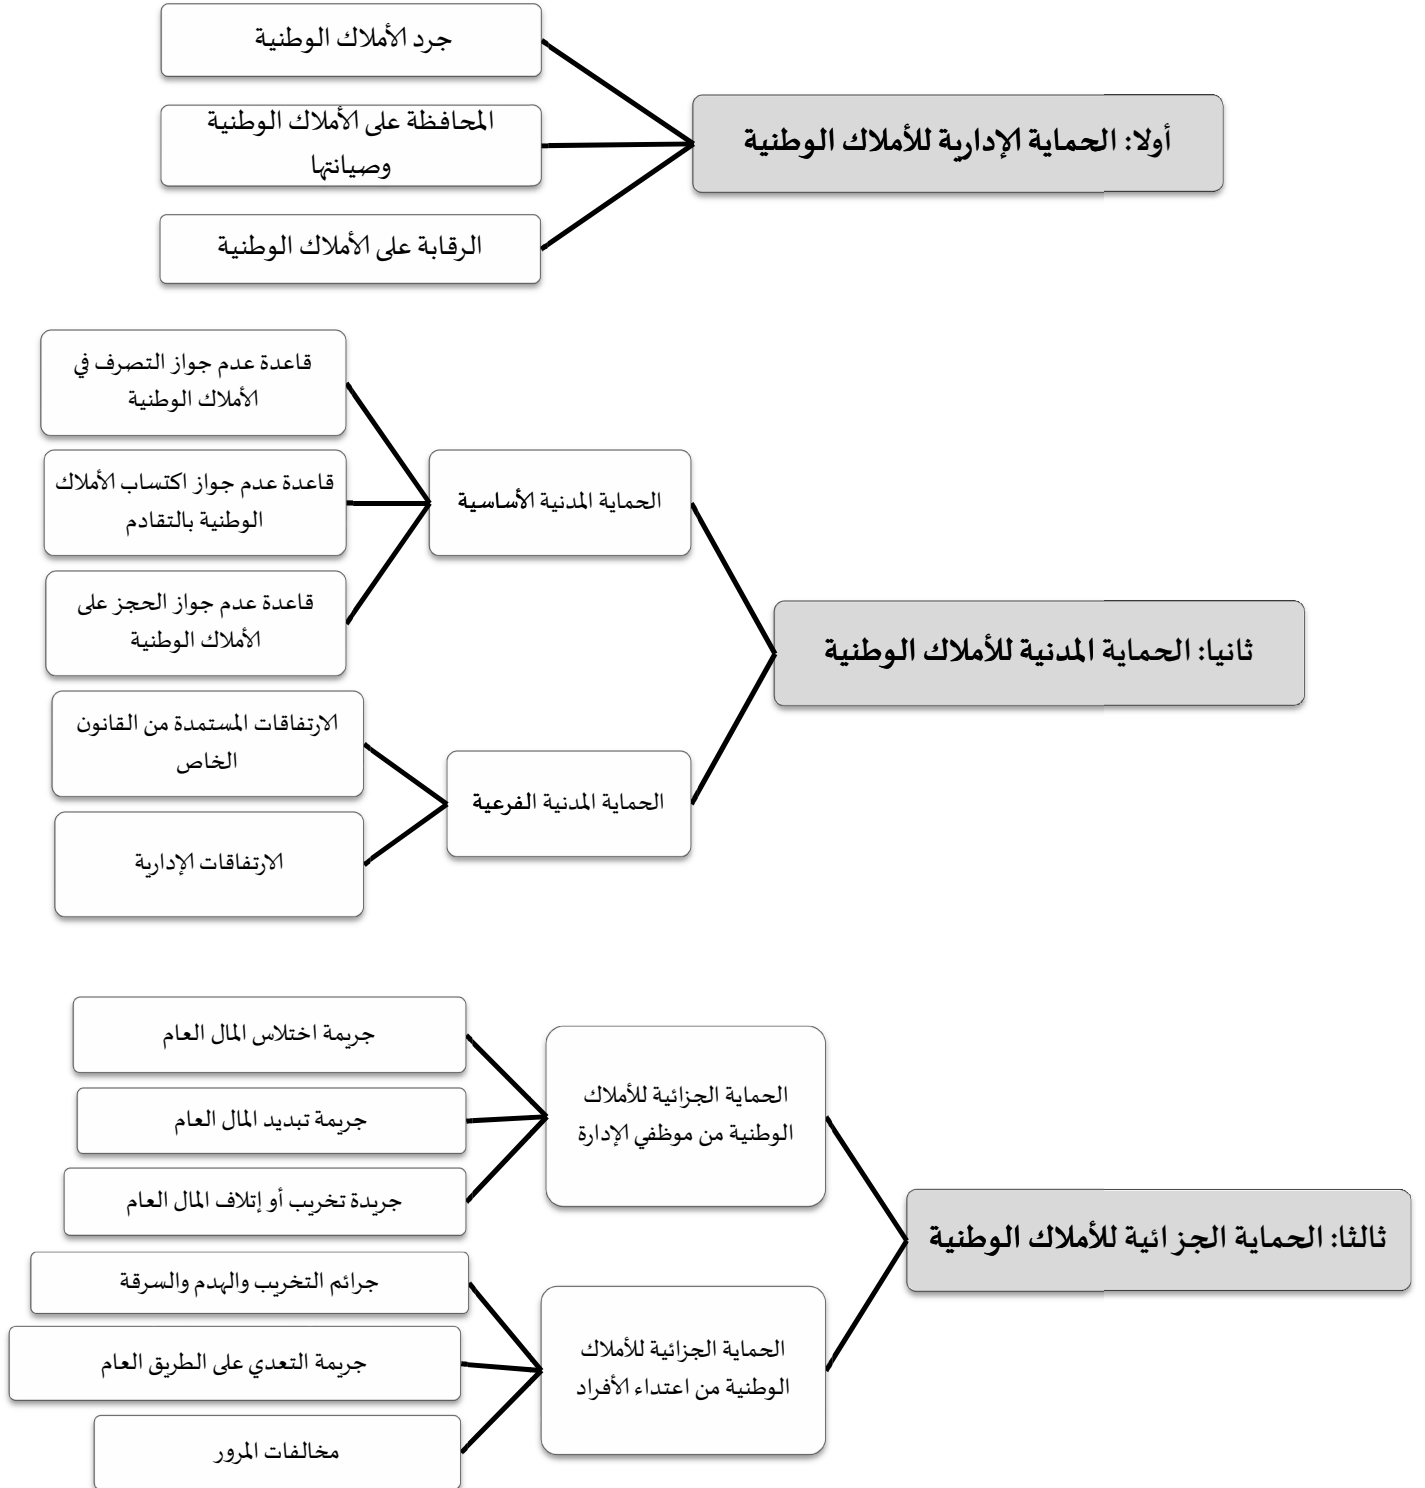 أولا: الحماية الإدارية للأملاك الوطنية
جرد الأملاك الوطنية
المحافظة على الأملاك الوطنية
وصيانتها
الرقابة على الأملاك الوطنية
ثانيا: الحماية المدنية للأملاك الوطنية
الحماية المدنية الأساسية
قاعدة عدم جواز التصرف في
الأملاك الوطنية
قاعدة عدم جواز اكتساب الأملاك
الوطنية بالتقادم
قاعدة عدم جواز الحجز على
الأملاك الوطنية
الحماية المدنية الفرعية
الارتفاقات المستمدة من القانون
الخاص
الارتفاقات الإدارية
ثالثا: الحماية الجزائية للأملاك الوطنية
الحماية الجزائية للأملاك
الوطنية من موظفي الإدارة
جريمة اختلاس المال العام
جريمة تبديد المال العام
جريدة تخريب أو إتلاف المال العام
الحماية الجزائية للأملاك
الوطنية من اعتداء الأفراد
جرائم التخريب والهدم والسرقة
جريمة التعدي على الطريق العام
مخالفات المرور